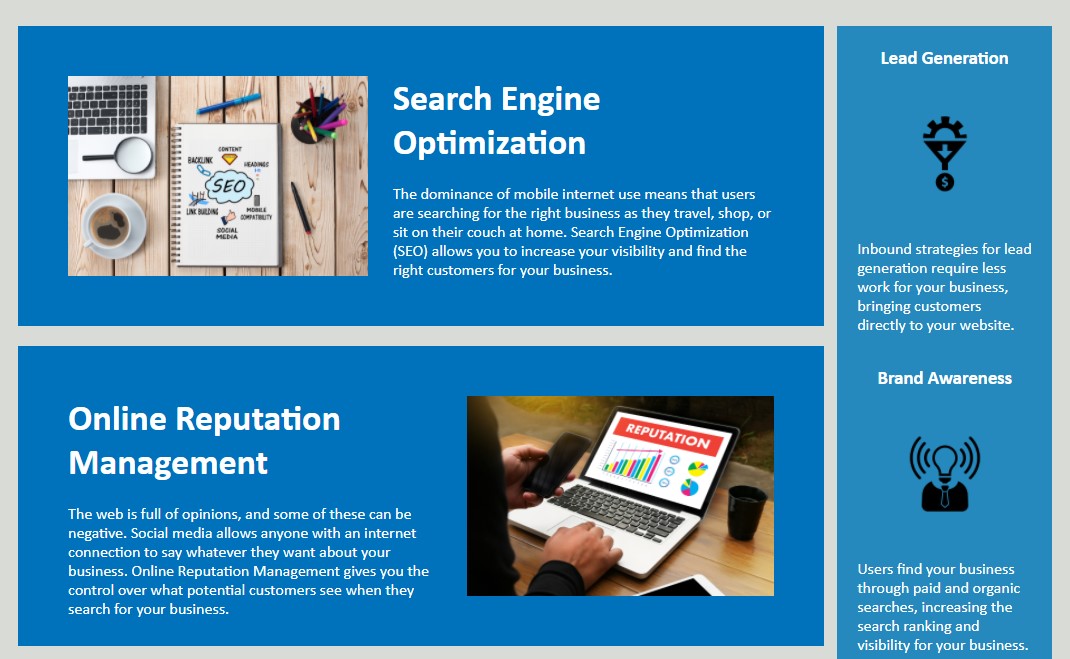 Search Engine
Optimization
The dominance of mobile internet use means that users
are searching for the right business as they travel, shop, or
sit on their couch at home. Search Engine Optimization
(SEO) allows you to increase your visibility and find the
right customers for your business.
CONTENT
BACKLINK
HEADINGS
SEO
LINK BUILDING
MOBILE
COMPATIBILITY
SOCIAL
MEDIA
Online Reputation
Management
The web is full of opinions, and some of these can be
negative. Social media allows anyone with an internet
connection to say whatever they want about your
business. Online Reputation Management gives you the
control over what potential customers see when they
search for your business.
REPUTATION
Lead Generation
$
Inbound strategies for lead
generation require less
work for your business,
bringing customers
directly to your website.
Brand Awareness
Users find your business
through paid and organic
searches, increasing the
search ranking and
visibility for your business.